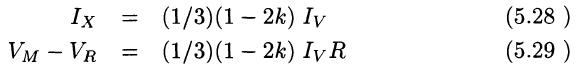 I_X = (1/3)(1 − 2k) I_V (5.28 )
V_M − V_R = (1/3)(1 − 2k) I_V R (5.29 )